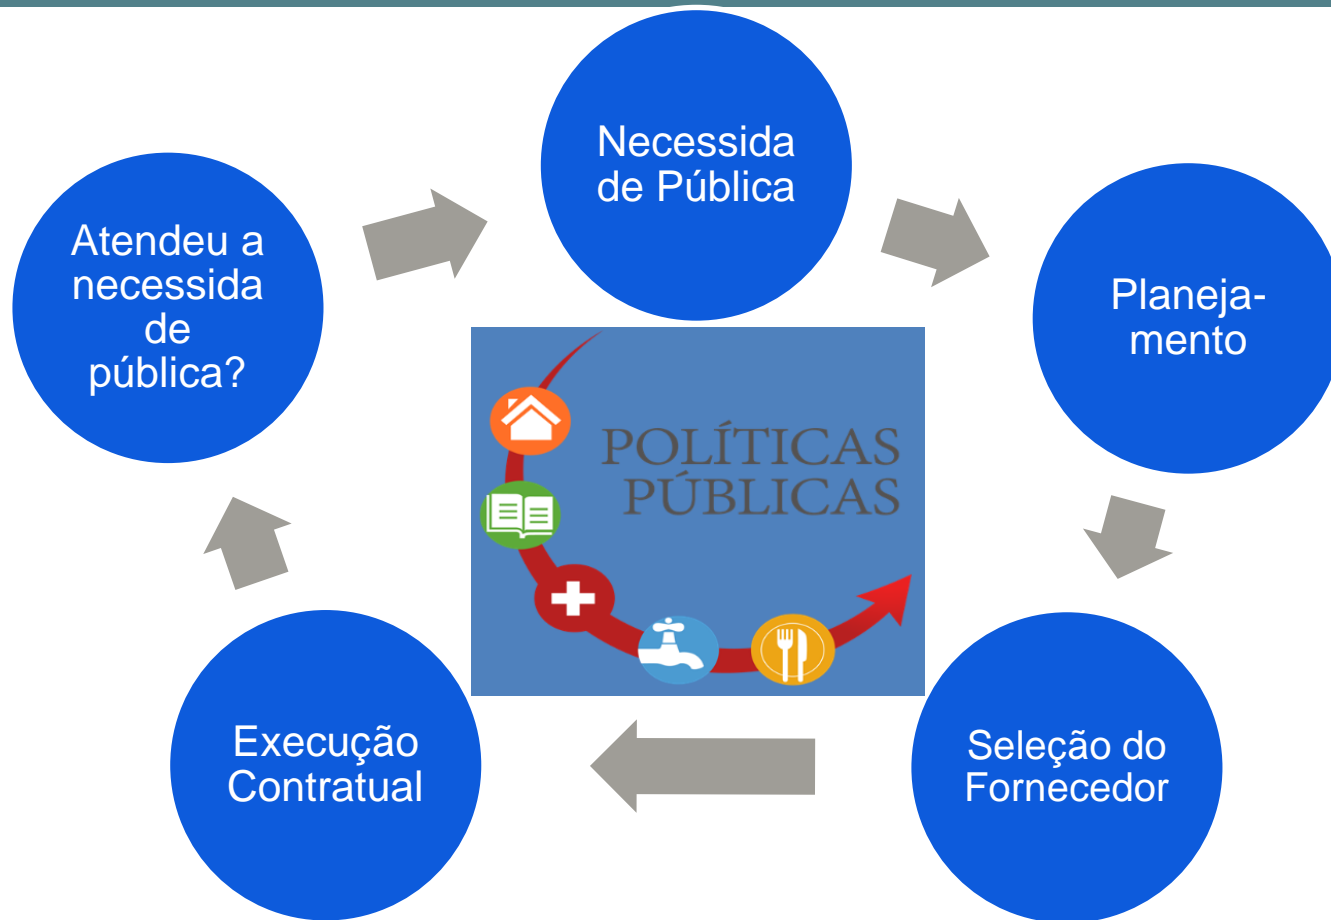 Necessida
de Pública
Planeja-
mento
Seleção do
Fornecedor
Execução
Contratual
Atendeu a
necessida
de
pública?
POLÍTICAS
PÚBLICAS